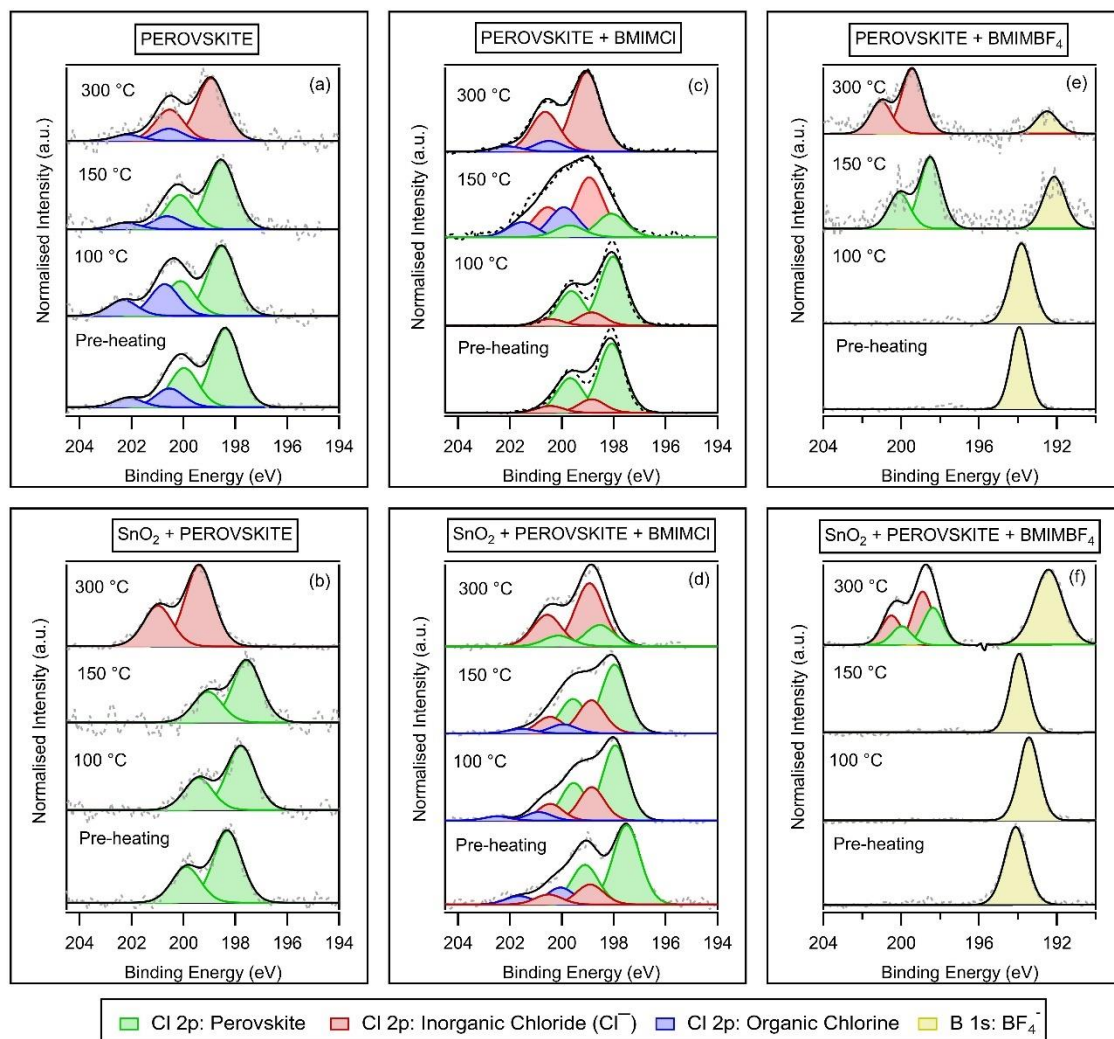 PEROVSKITE
(a)
300 °C
150 °C
100 °C
Pre-heating
Normalised Intensity (a.u.)
204 202 200 198 196 194
Binding Energy (eV)
PEROVSKITE + BMIMCl
(c)
300 °C
150 °C
100 °C
Pre-heating
Normalised Intensity (a.u.)
204 202 200 198 196 194
Binding Energy (eV)
PEROVSKITE + BMIMBF₄
(e)
300 °C
150 °C
100 °C
Pre-heating
Normalised Intensity (a.u.)
204 200 196 192
Binding Energy (eV)
SnO₂ + PEROVSKITE
(b)
300 °C
150 °C
100 °C
Pre-heating
Normalised Intensity (a.u.)
204 202 200 198 196 194
Binding Energy (eV)
SnO₂ + PEROVSKITE + BMIMCl
(d)
300 °C
150 °C
100 °C
Pre-heating
Normalised Intensity (a.u.)
204 202 200 198 196 194
Binding Energy (eV)
SnO₂ + PEROVSKITE + BMIMBF₄
(f)
300 °C
150 °C
100 °C
Pre-heating
Normalised Intensity (a.u.)
204 200 196 192
Binding Energy (eV)
Cl 2p: Perovskite Cl 2p: Inorganic Chloride (Cl⁻) Cl 2p: Organic Chlorine B 1s: BF₄⁻